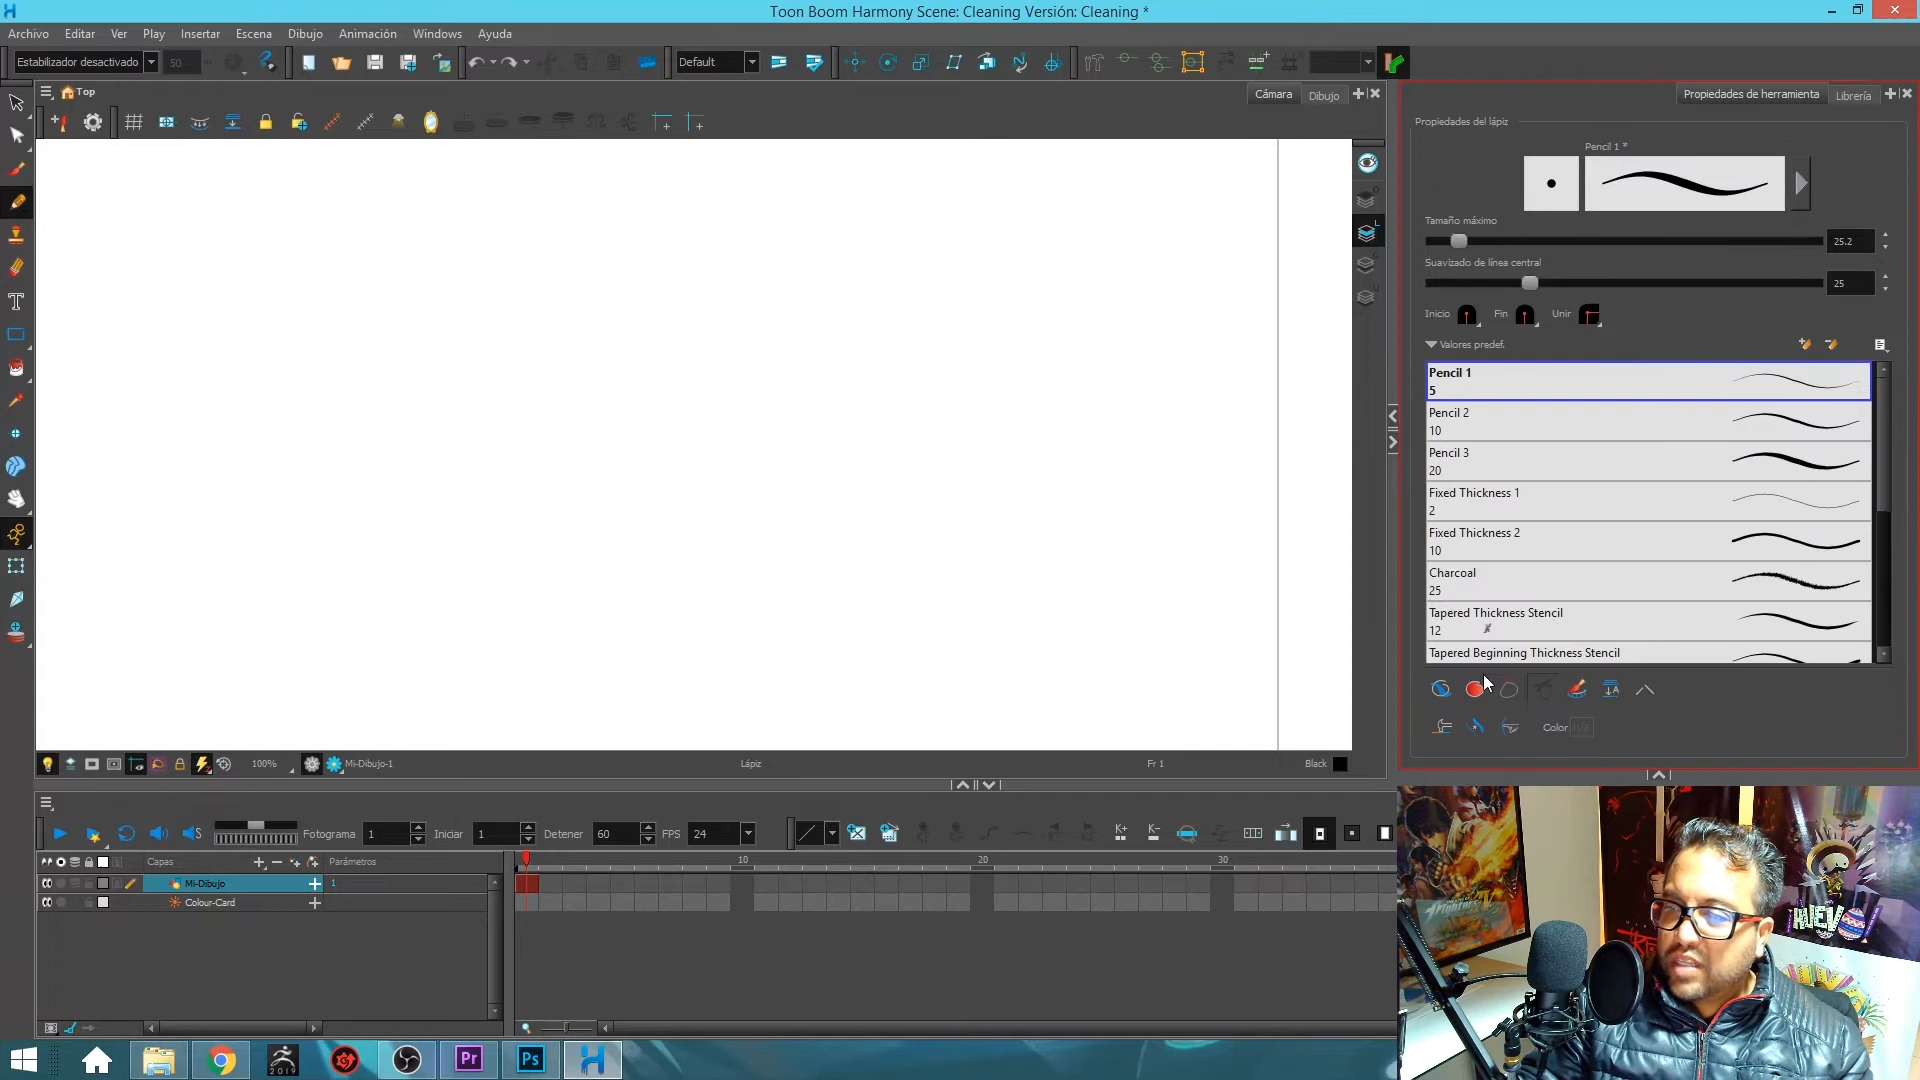 Toon Boom Harmony Scene: Cleaning Versión: Cleaning *
Archivo Editar Ver Play Insertar Escena Dibujo Animación Windows Ayuda
Estabilizador desactivado 50 Default
Top Cámara Dibujo Propiedades de herramienta Librería
Propiedades del lápiz
Pencil 1 *
Tamaño máximo
25.2
Suavizado de línea central
25
Inicio Fin Unir
Valores predef.
Pencil 1
5
Pencil 2
10
Pencil 3
20
Fixed Thickness 1
2
Fixed Thickness 2
10
Charcoal
25
Tapered Thickness Stencil
12
Tapered Beginning Thickness Stencil
Color n/a
100% Mi-Dibujo-1 Lápiz Fr 1 Black
Fotograma 1 Iniciar 1 Detener 60 FPS 24
Capas Parámetros 10 20 30
Mi-Dibujo 1
Colour-Card
2019 Pr Ps